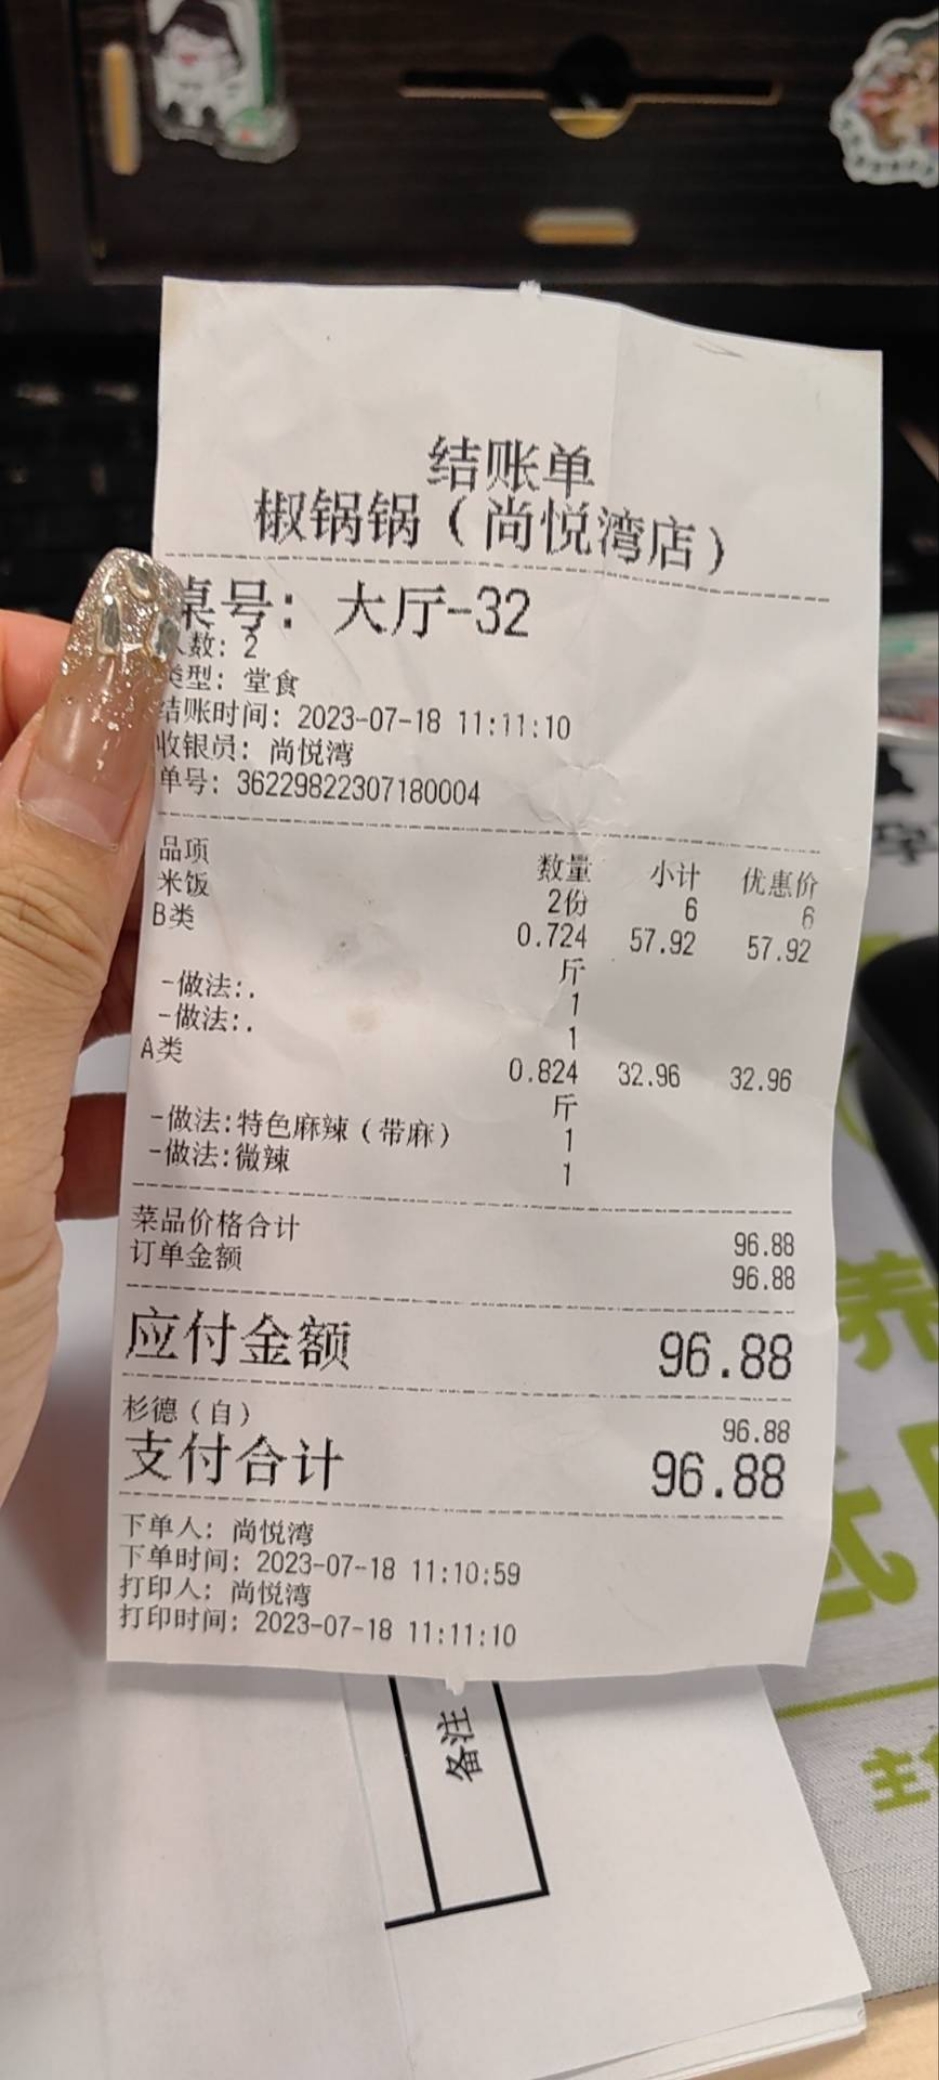 结账单
椒锅锅（尚悦湾店）
桌号：大厅-32
人数：2
类型：堂食
结账时间：2023-07-18 11:11:10
收银员：尚悦湾
单号：36229822307180004
品项 数量 小计 优惠价
米饭 2份 6 6
B类 0.724 57.92 57.92
斤
-做法:. 1
-做法:. 1
A类 0.824 32.96 32.96
斤
-做法:特色麻辣（带麻） 1
-做法:微辣 1
菜品价格合计 96.88
订单金额 96.88
应付金额 96.88
杉德（自） 96.88
支付合计 96.88
下单人：尚悦湾
下单时间：2023-07-18 11:10:59
打印人：尚悦湾
打印时间：2023-07-18 11:11:10
备注
养
主